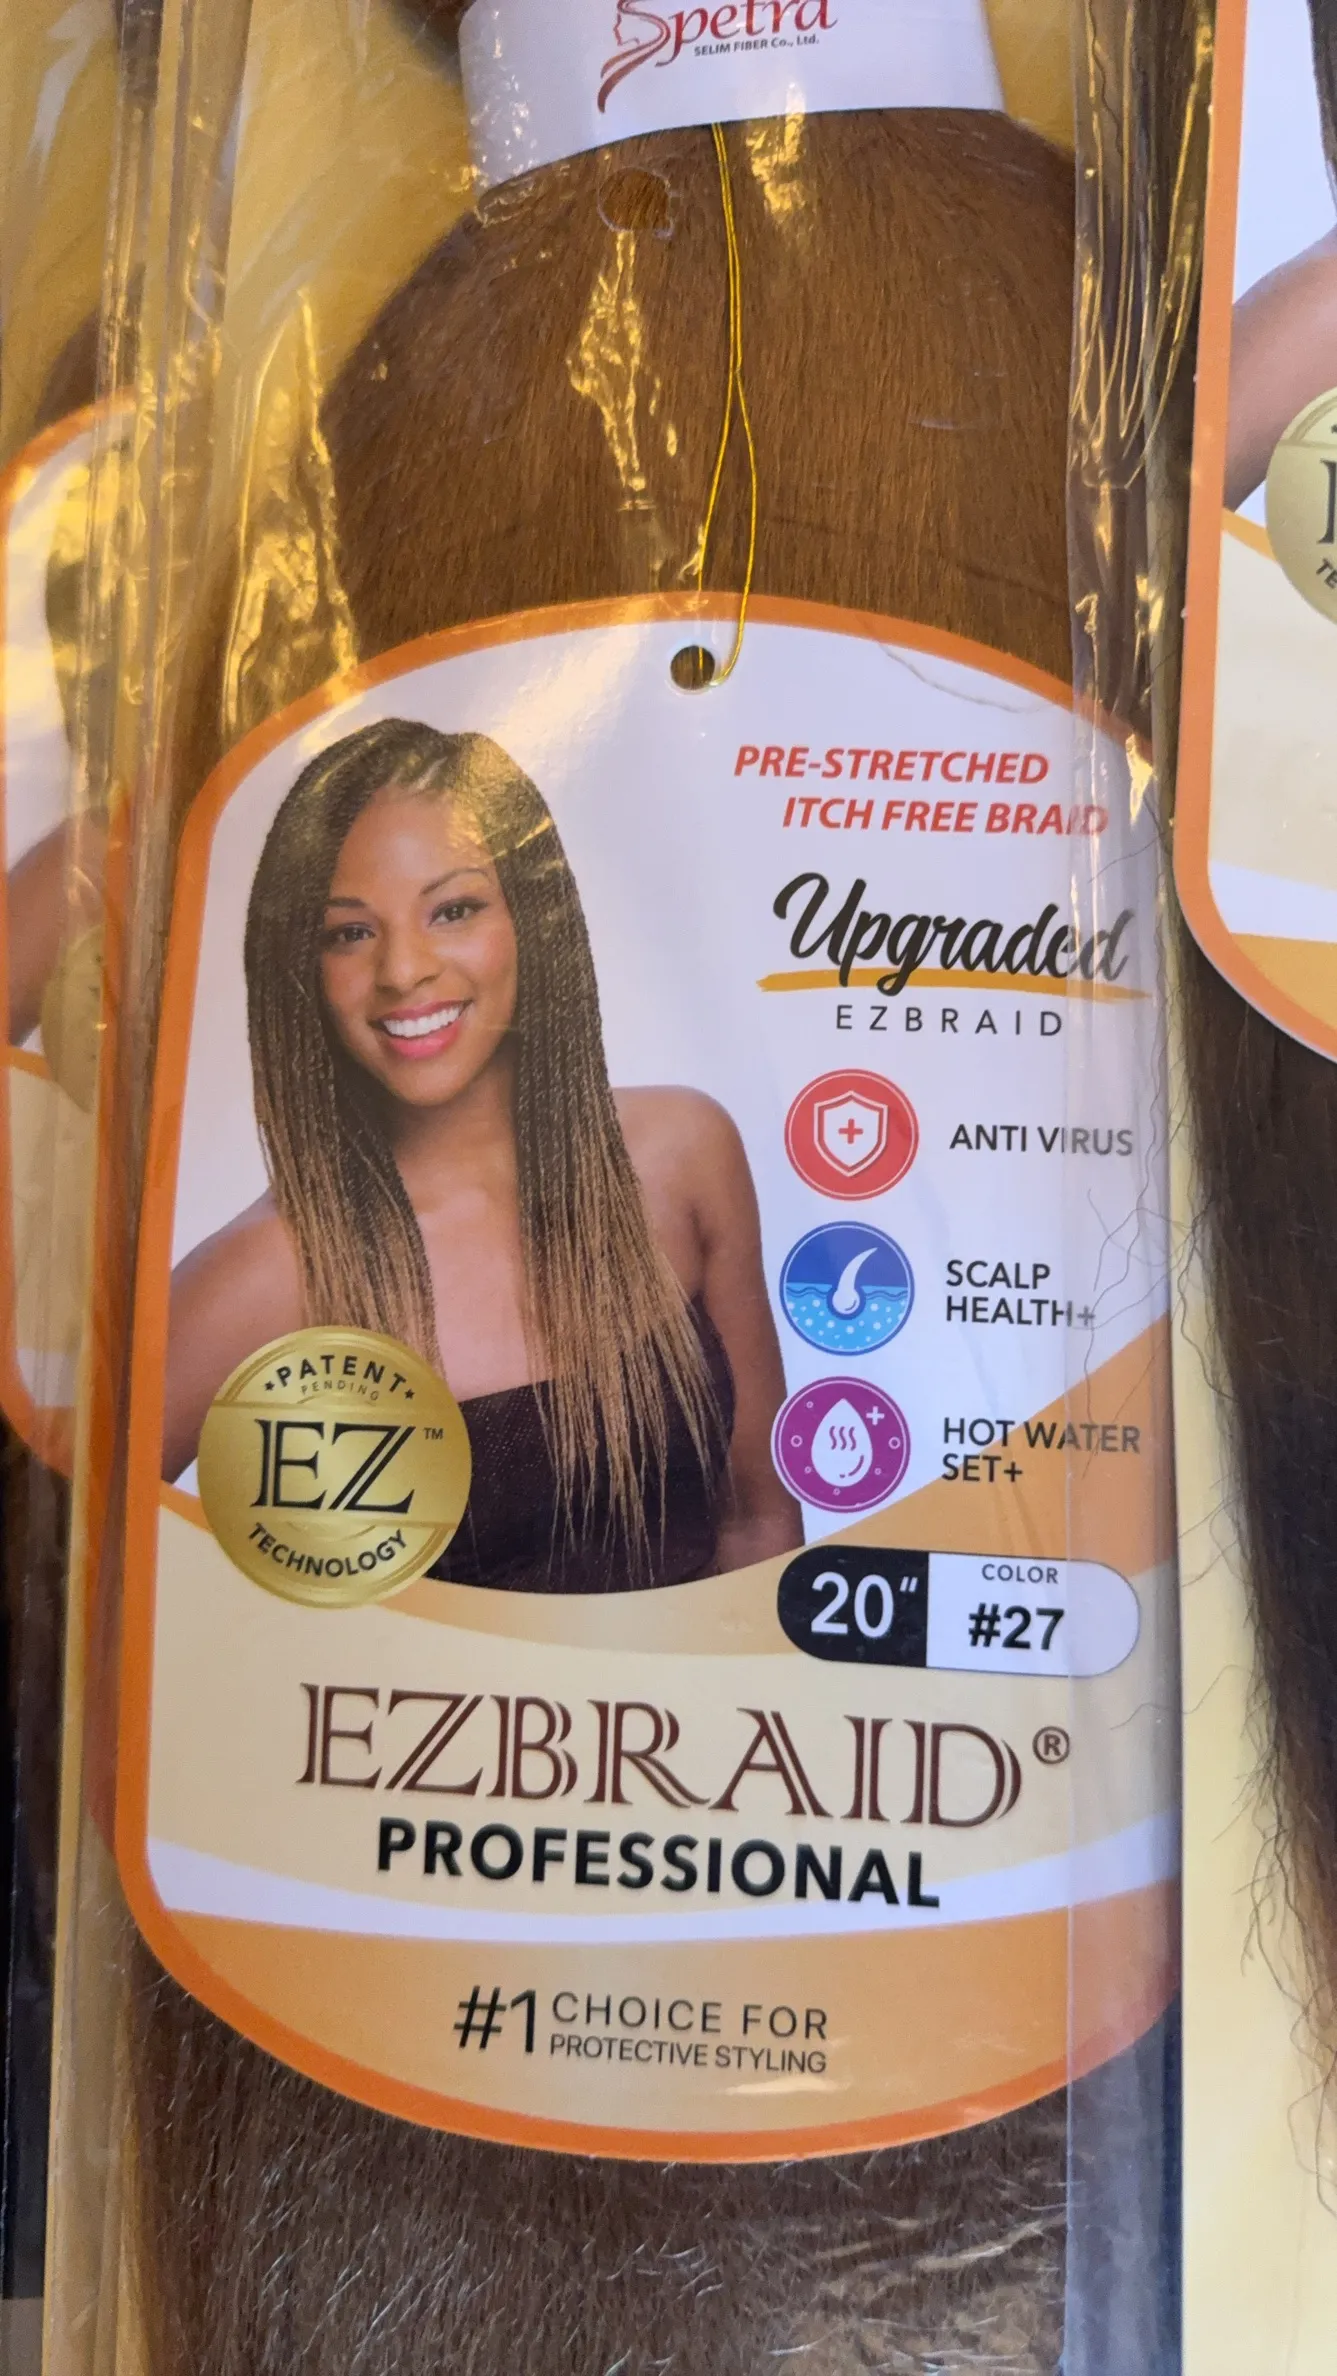 Spetra
SELIM FIBER Co., Ltd.
PRE-STRETCHED
ITCH FREE BRAID
Upgraded
EZBRAID
ANTI VIRUS
SCALP
HEALTH+
HOT WATER
SET+
PATENT
PENDING
EZ™
TECHNOLOGY
20"
COLOR
#27
EZBRAID®
PROFESSIONAL
#1 CHOICE FOR
PROTECTIVE STYLING